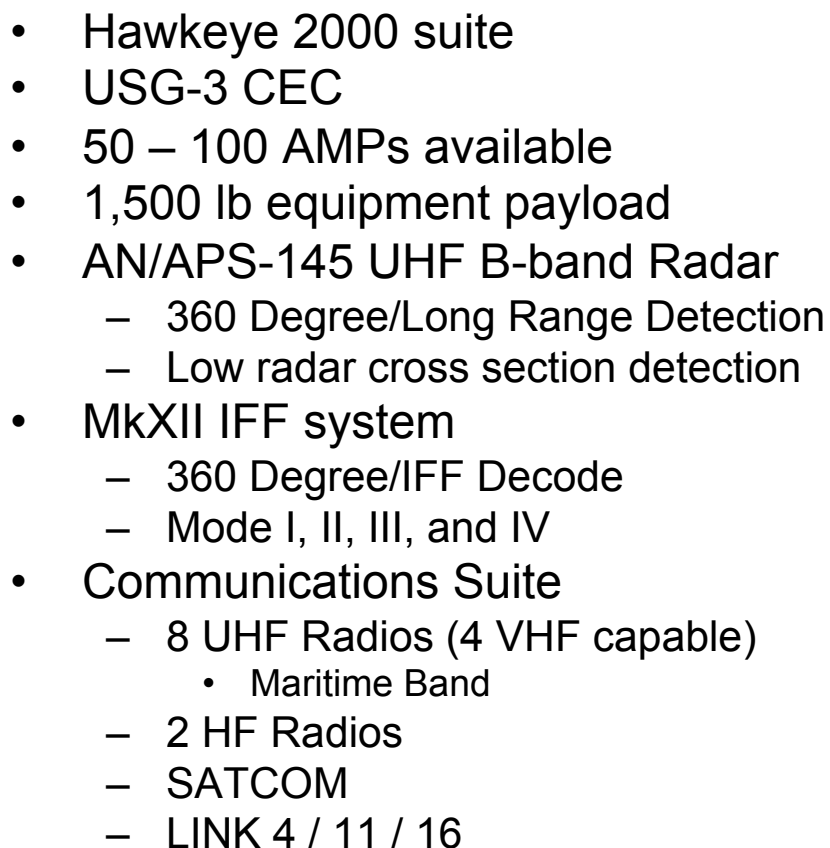 • Hawkeye 2000 suite
• USG-3 CEC
• 50 – 100 AMPs available
• 1,500 lb equipment payload
• AN/APS-145 UHF B-band Radar
– 360 Degree/Long Range Detection
– Low radar cross section detection
• MkXII IFF system
– 360 Degree/IFF Decode
– Mode I, II, III, and IV
• Communications Suite
– 8 UHF Radios (4 VHF capable)
• Maritime Band
– 2 HF Radios
– SATCOM
– LINK 4 / 11 / 16